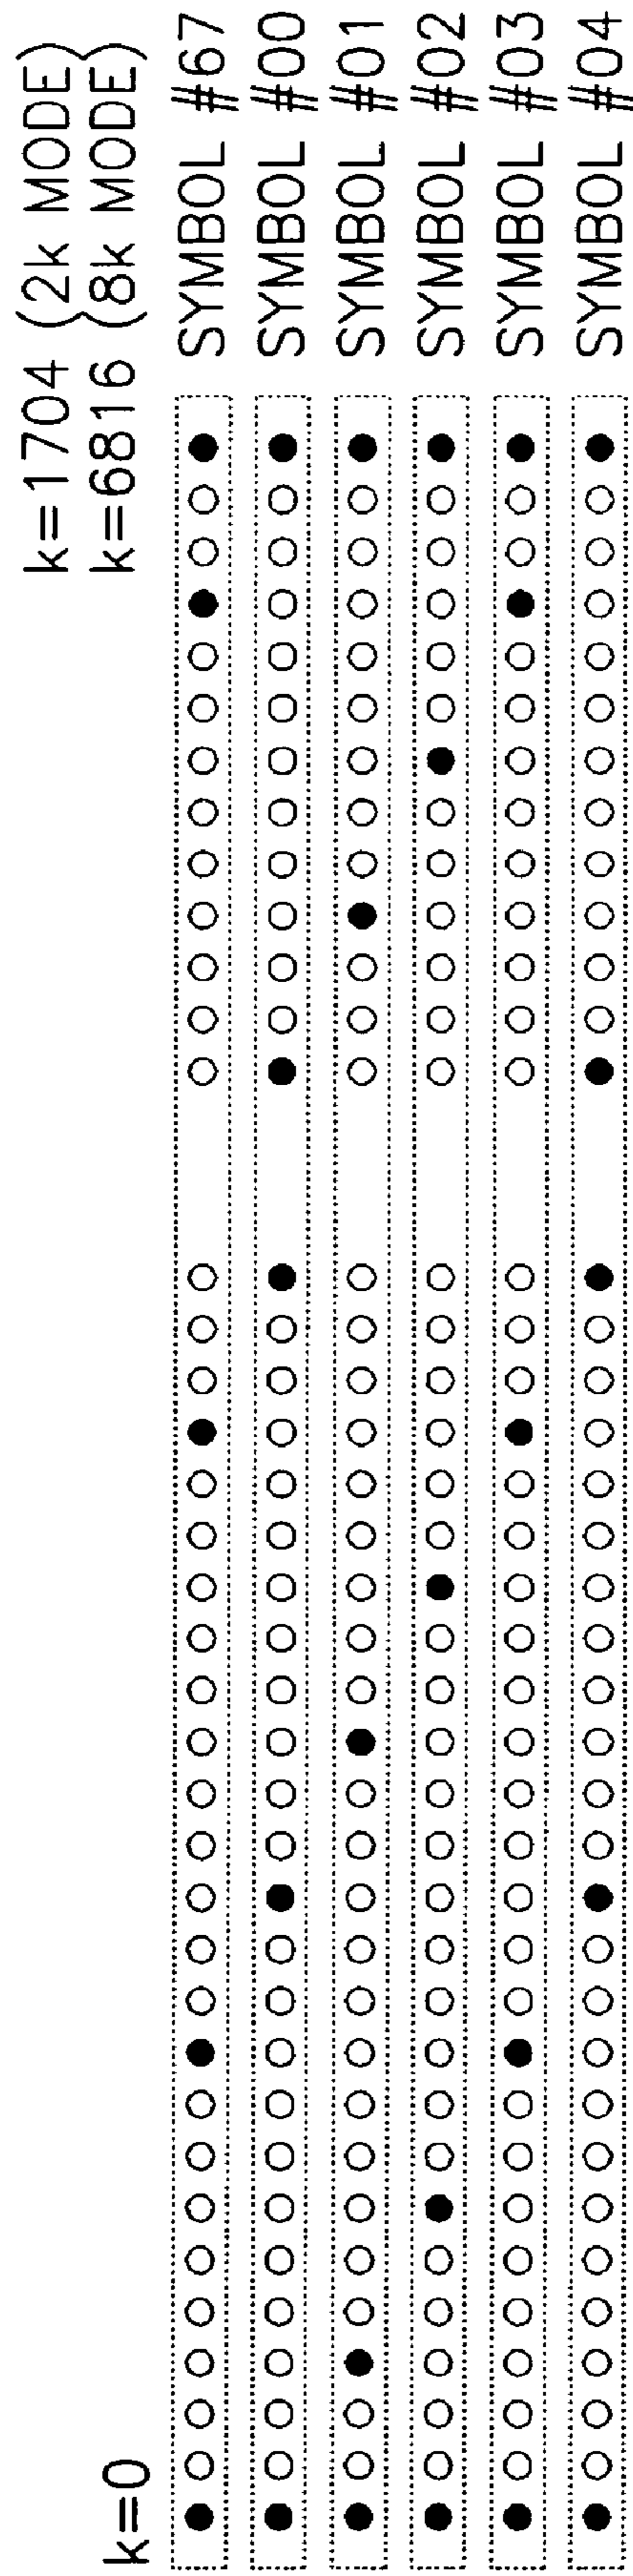 k=0
k=1704 (2k MODE)
k=6816 (8k MODE)
SYMBOL #67
SYMBOL #00
SYMBOL #01
SYMBOL #02
SYMBOL #03
SYMBOL #04